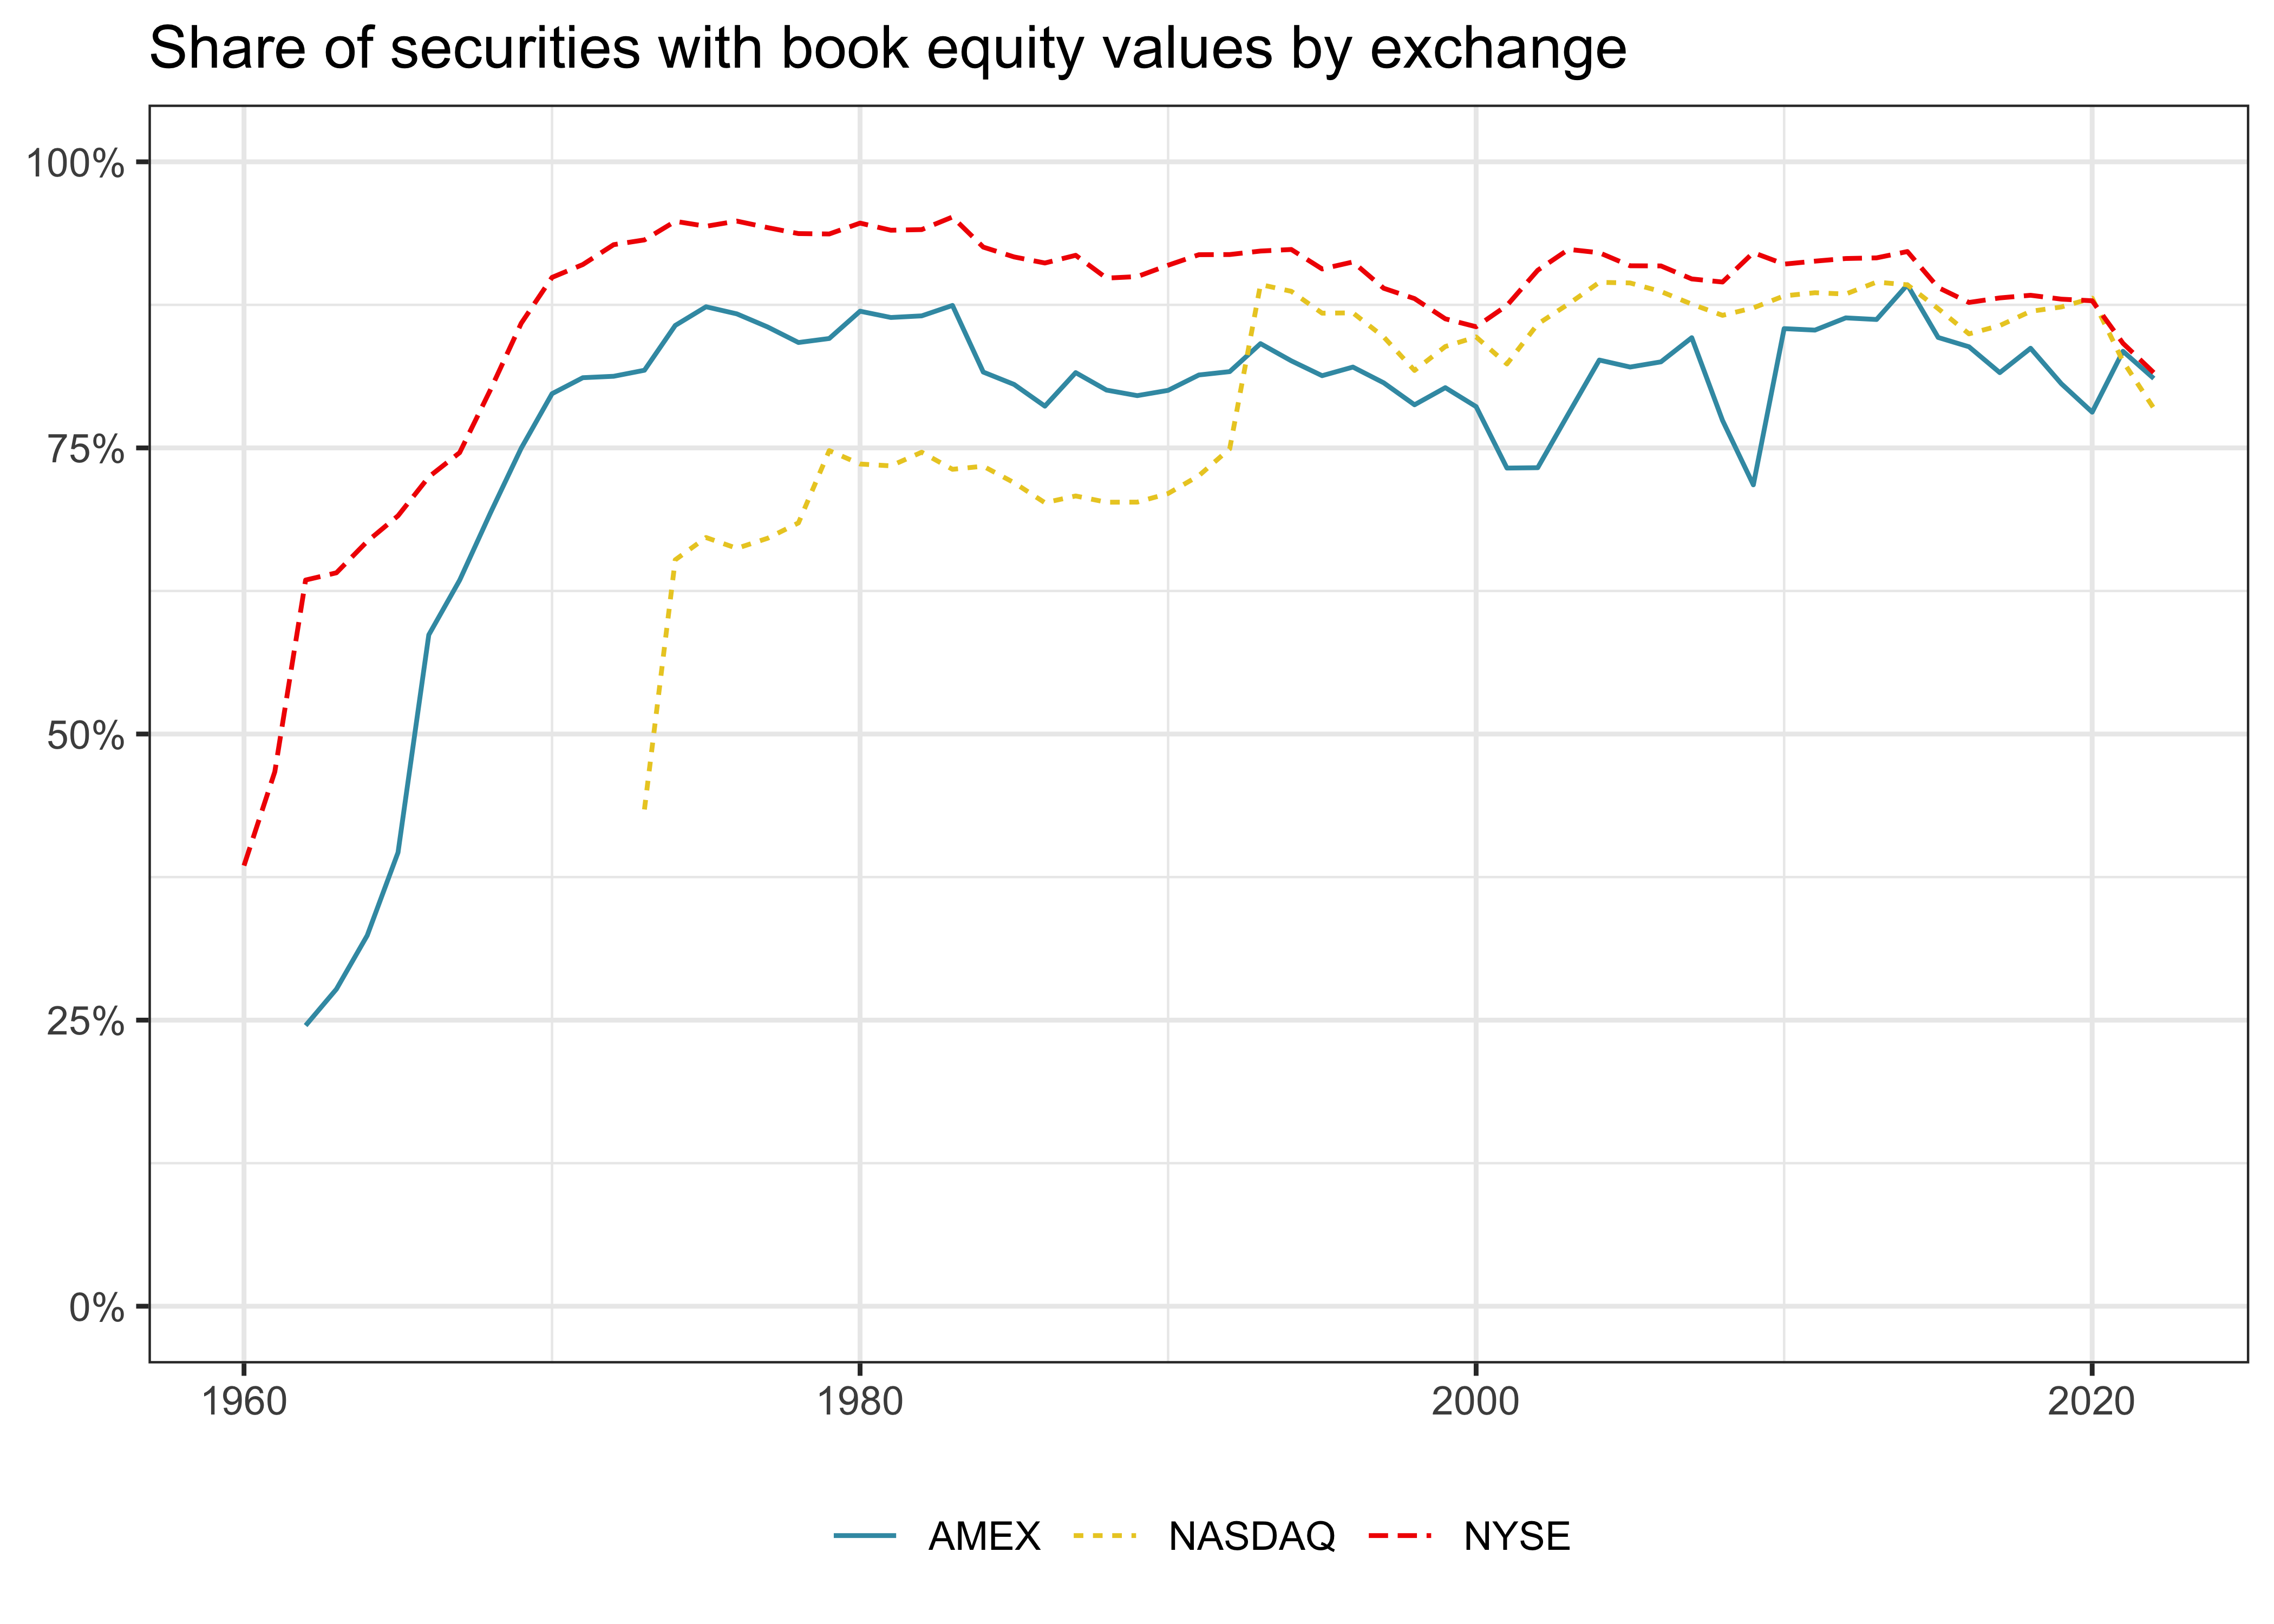 Share of securities with book equity values by exchange
100%
75%
50%
25%
0%
1960 1980 2000 2020
AMEX NASDAQ NYSE